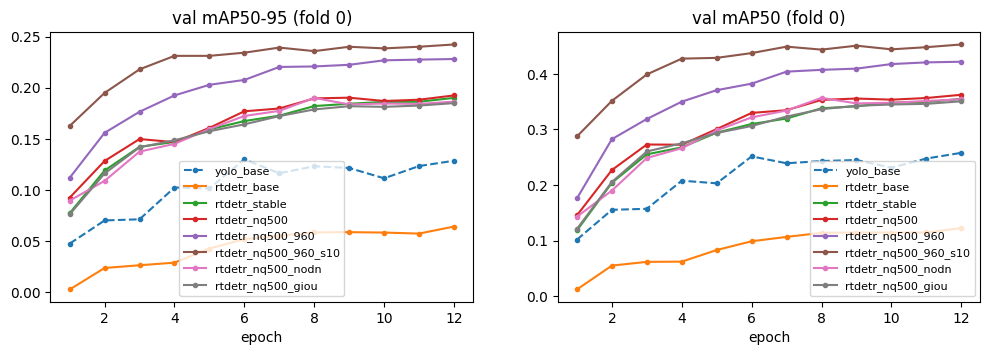 val mAP50-95 (fold 0)
0.25
0.20
0.15
0.10
0.05
0.00
2
4
6
8
10
12
epoch
yolo_base
rtdetr_base
rtdetr_stable
rtdetr_nq500
rtdetr_nq500_960
rtdetr_nq500_960_s10
rtdetr_nq500_nodn
rtdetr_nq500_giou
val mAP50 (fold 0)
0.4
0.3
0.2
0.1
0.0
2
4
6
8
10
12
epoch
yolo_base
rtdetr_base
rtdetr_stable
rtdetr_nq500
rtdetr_nq500_960
rtdetr_nq500_960_s10
rtdetr_nq500_nodn
rtdetr_nq500_giou